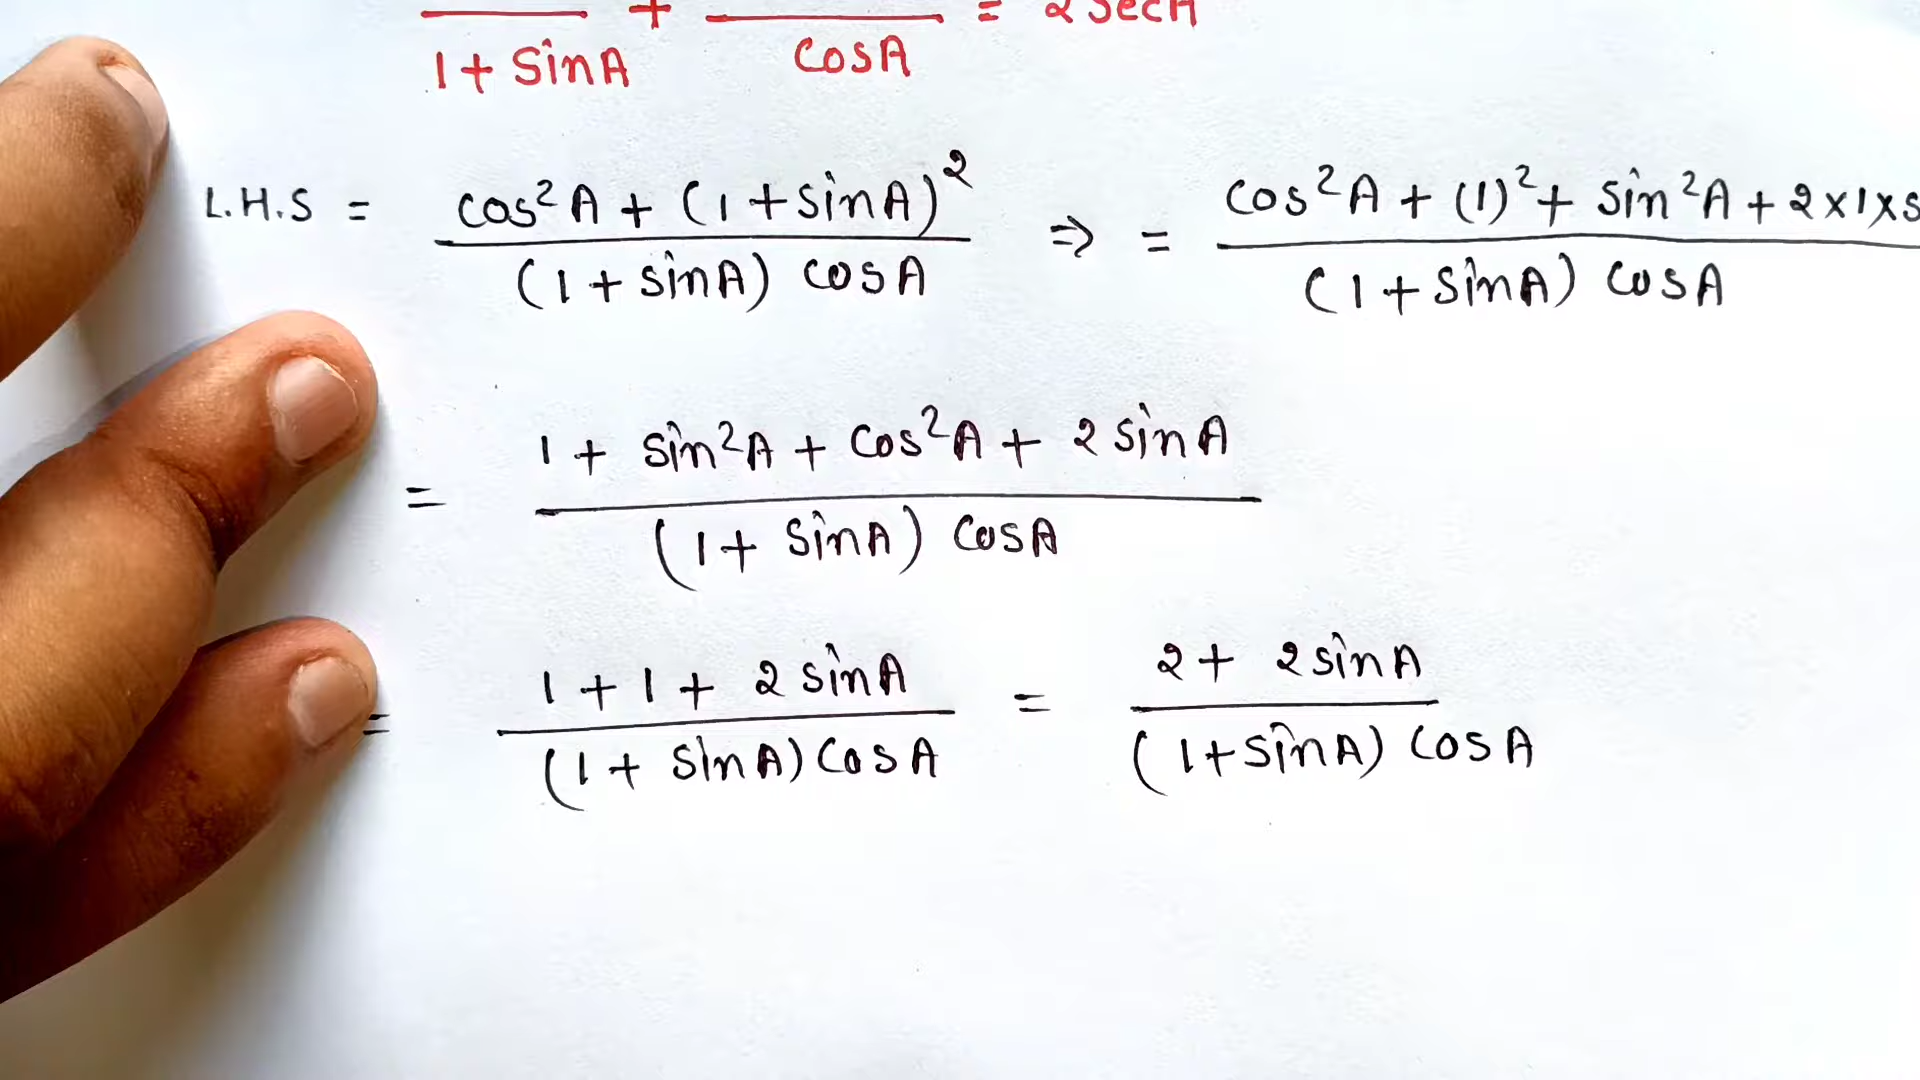 + = 2 SecA
1 + SinA CosA
L.H.S = cos²A + (1 + sinA)² ⇒ = cos²A + (1)² + sin²A + 2×1×s
(1 + sinA) cosA (1 + sinA) cosA
1 + sin²A + cos²A + 2 sinA
=
(1 + sinA) cosA
1 + 1 + 2 sinA = 2 + 2 sinA
=
(1 + sinA) cosA (1 + sinA) cosA